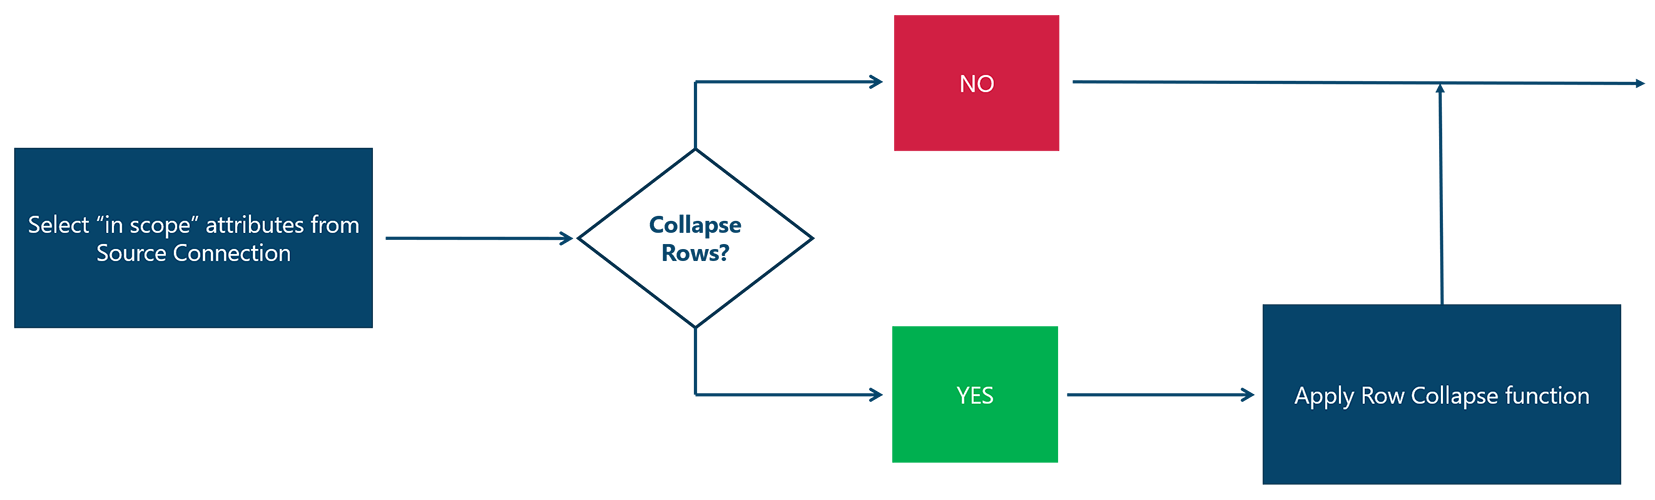 Select “in scope” attributes from
Source Connection
Collapse
Rows?
NO
YES
Apply Row Collapse function